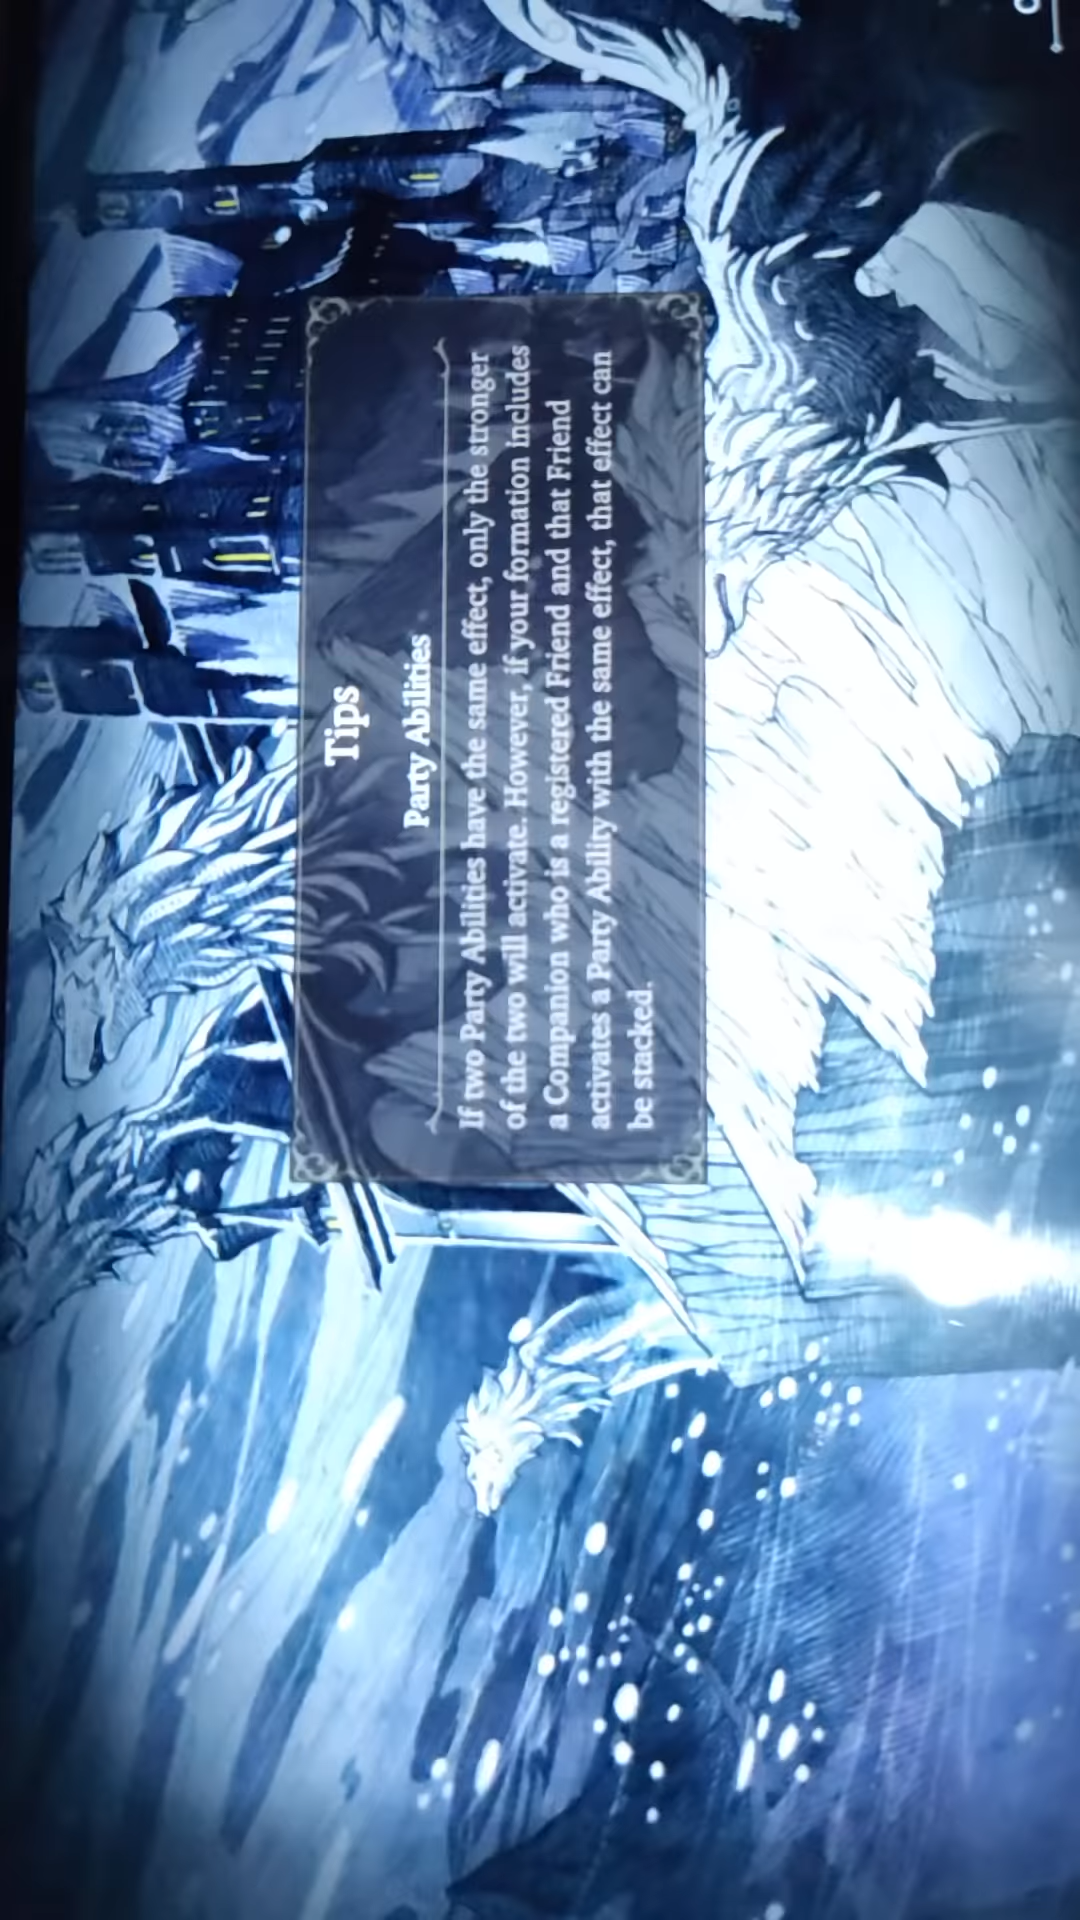 Tips
Party Abilities
If two Party Abilities have the same effect, only the stronger
of the two will activate. However, if your formation includes
a Companion who is a registered Friend and that Friend
activates a Party Ability with the same effect, that effect can
be stacked.